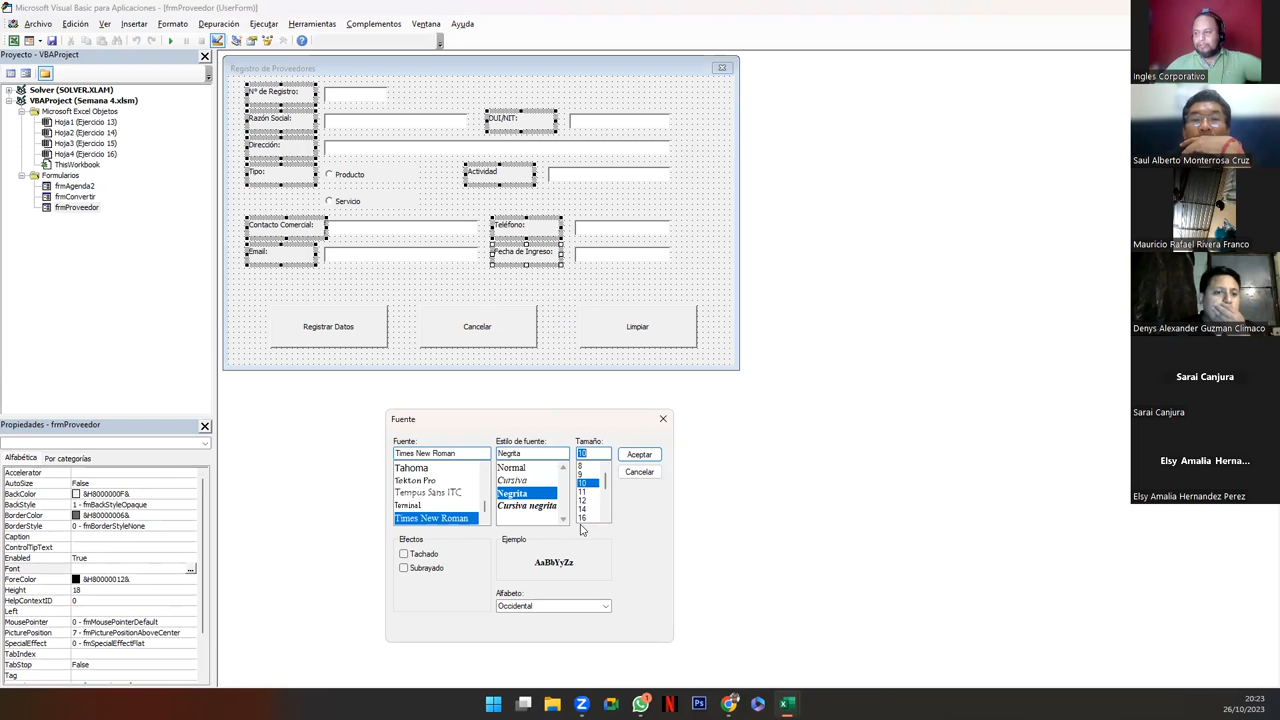 Microsoft Visual Basic para Aplicaciones - [frmProveedor (UserForm)]
Archivo Edición Ver Insertar Formato Depuración Ejecutar Herramientas Complementos Ventana Ayuda
Proyecto - VBAProject
Solver (SOLVER.XLAM)
VBAProject (Semana 4.xlsm)
Microsoft Excel Objetos
Hoja1 (Ejercicio 13)
Hoja2 (Ejercicio 14)
Hoja3 (Ejercicio 15)
Hoja4 (Ejercicio 16)
ThisWorkbook
Formularios
frmAgenda2
frmConvertir
frmProveedor
Registro de Proveedores
Nº de Registro:
Razón Social: DUI/NIT:
Dirección:
Tipo: Producto Actividad
Servicio
Contacto Comercial: Teléfono:
Email: Fecha de Ingreso:
Registrar Datos Cancelar Limpiar
Propiedades - frmProveedor
Alfabética Por categorías
Accelerator
AutoSize False
BackColor &H8000000F&
BackStyle 1 - fmBackStyleOpaque
BorderColor &H80000006&
BorderStyle 0 - fmBorderStyleNone
Caption
ControlTipText
Enabled True
Font ...
ForeColor &H80000012&
Height 18
HelpContextID 0
Left
MousePointer 0 - fmMousePointerDefault
PicturePosition 7 - fmPicturePositionAboveCenter
SpecialEffect 0 - fmSpecialEffectFlat
TabIndex
TabStop False
Tag
Fuente
Fuente: Estilo de fuente: Tamaño:
Times New Roman Negrita 10 Aceptar
Tahoma Normal 8
Tekton Pro Cursiva 9 Cancelar
Tempus Sans ITC Negrita 10
Terminal Cursiva negrita 11
Times New Roman 12
14
16
Efectos Ejemplo
Tachado
Subrayado AaBbYyZz
Alfabeto:
Occidental
Ingles Corporativo
Saul Alberto Monterrosa Cruz
Mauricio Rafael Rivera Franco
Denys Alexander Guzman Climaco
Sarai Canjura
Sarai Canjura
Elsy Amalia Herna...
Elsy Amalia Hernandez Perez
1
Ps
20:23
26/10/2023